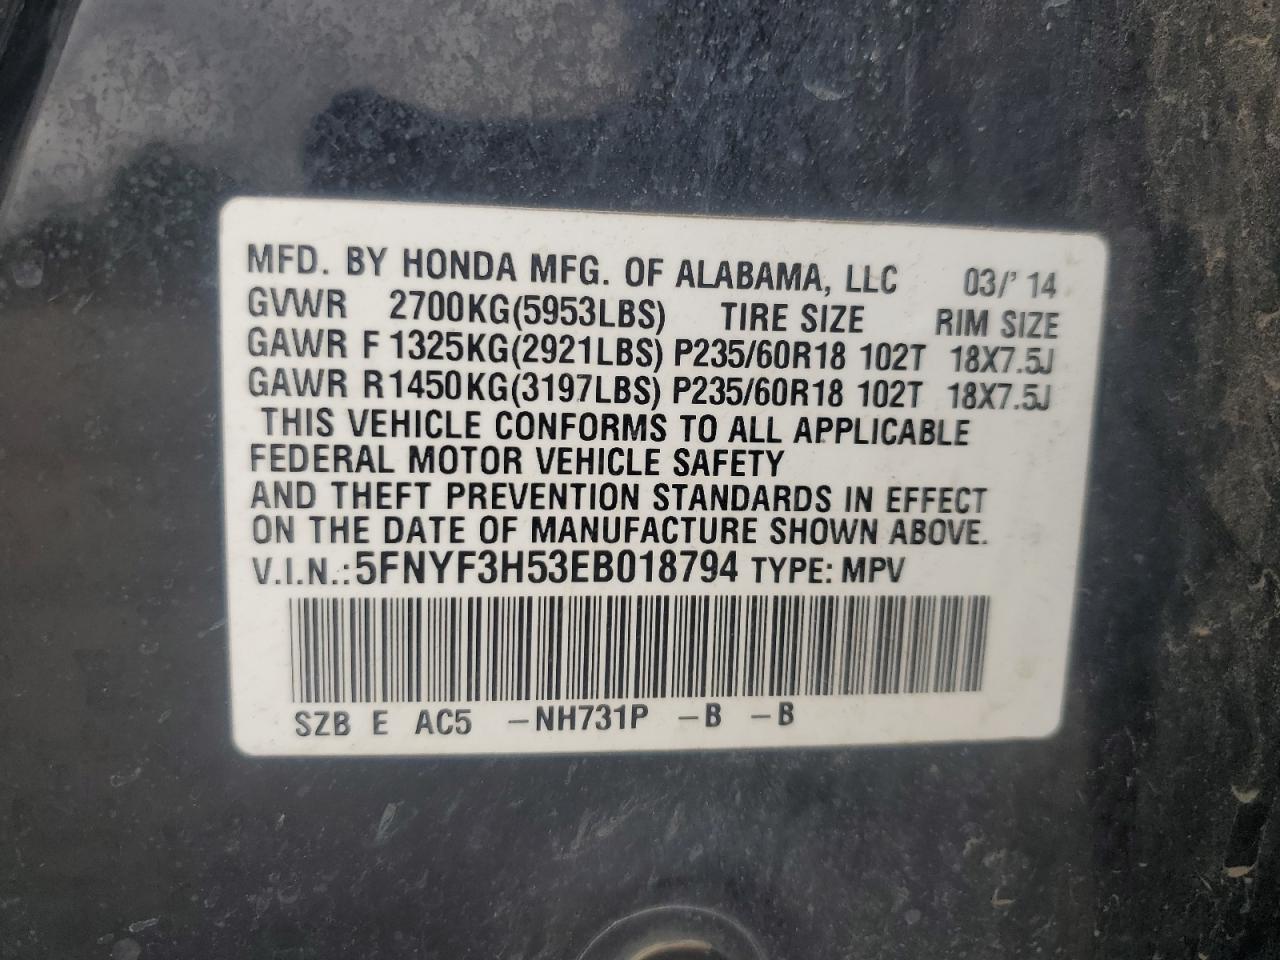 MFD. BY HONDA MFG. OF ALABAMA, LLC 03/' 14
GVWR 2700KG(5953LBS) TIRE SIZE RIM SIZE
GAWR F 1325KG(2921LBS) P235/60R18 102T 18X7.5J
GAWR R 1450KG(3197LBS) P235/60R18 102T 18X7.5J
THIS VEHICLE CONFORMS TO ALL APPLICABLE
FEDERAL MOTOR VEHICLE SAFETY
AND THEFT PREVENTION STANDARDS IN EFFECT
ON THE DATE OF MANUFACTURE SHOWN ABOVE.
V.I.N.: 5FNYF3H53EB018794 TYPE: MPV
SZB E AC5 –NH731P –B –B